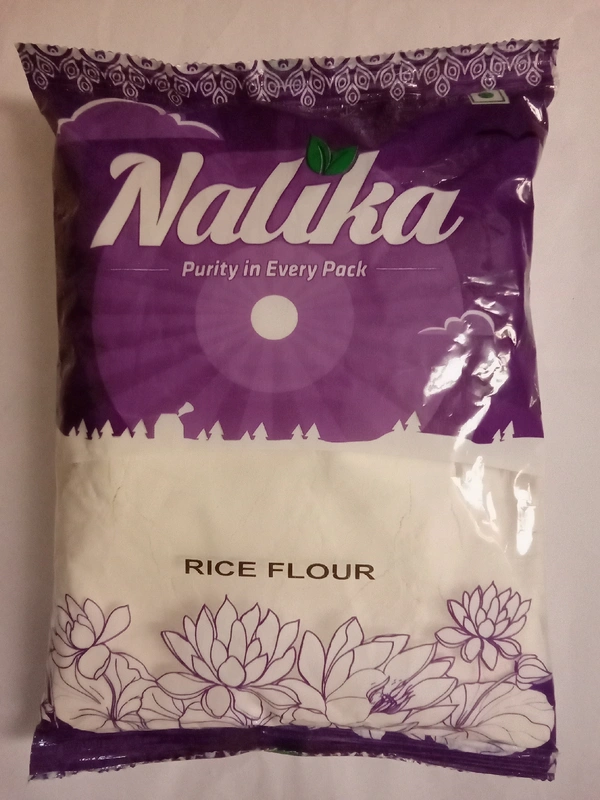 Nalika
Purity in Every Pack
RICE FLOUR